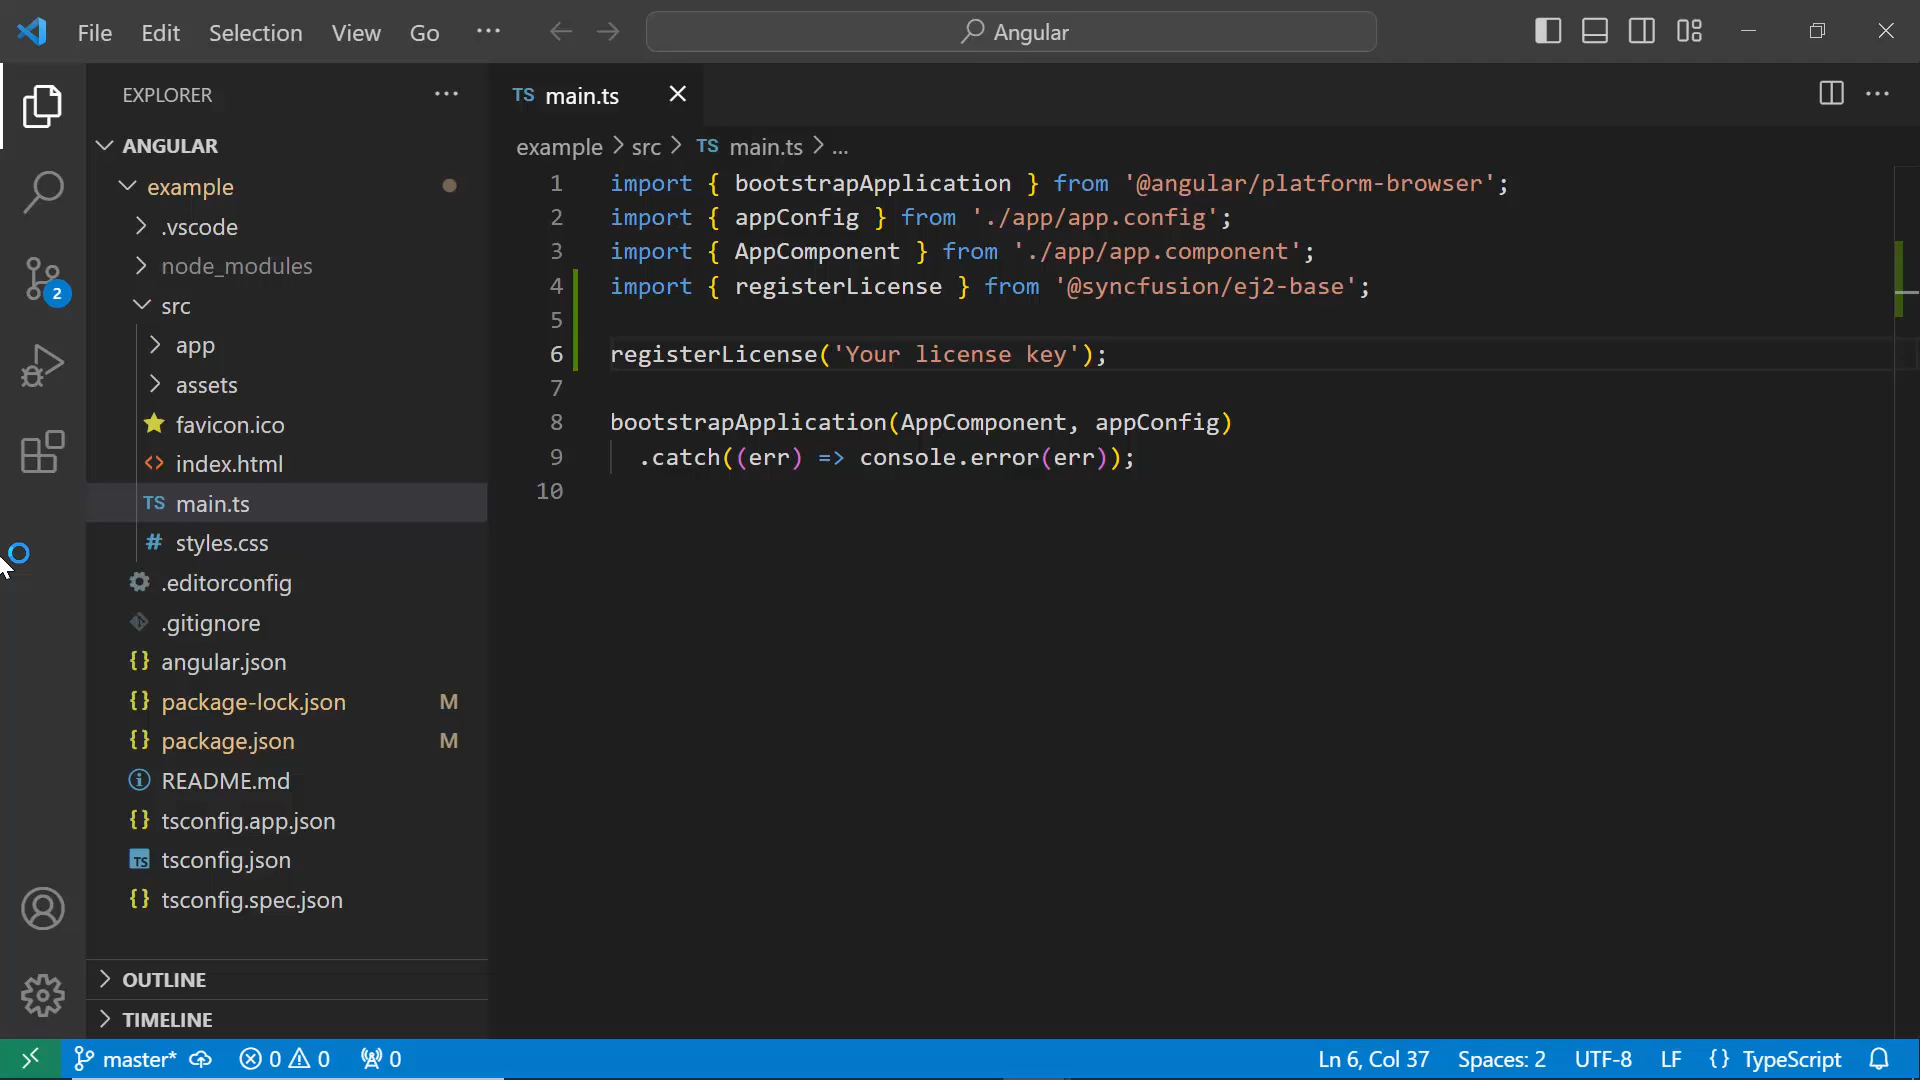 File Edit Selection View Go ···
Angular
EXPLORER
ANGULAR
example
.vscode
node_modules
src
app
assets
favicon.ico
index.html
TS main.ts
# styles.css
.editorconfig
.gitignore
{} angular.json
{} package-lock.json M
{} package.json M
README.md
{} tsconfig.app.json
TS tsconfig.json
{} tsconfig.spec.json
OUTLINE
TIMELINE
2
TS main.ts
example > src > TS main.ts > ...
1 import { bootstrapApplication } from '@angular/platform-browser';
2 import { appConfig } from './app/app.config';
3 import { AppComponent } from './app/app.component';
4 import { registerLicense } from '@syncfusion/ej2-base';
5
6 registerLicense('Your license key');
7
8 bootstrapApplication(AppComponent, appConfig)
9 .catch((err) => console.error(err));
10
master* 0 0 0 Ln 6, Col 37 Spaces: 2 UTF-8 LF {} TypeScript